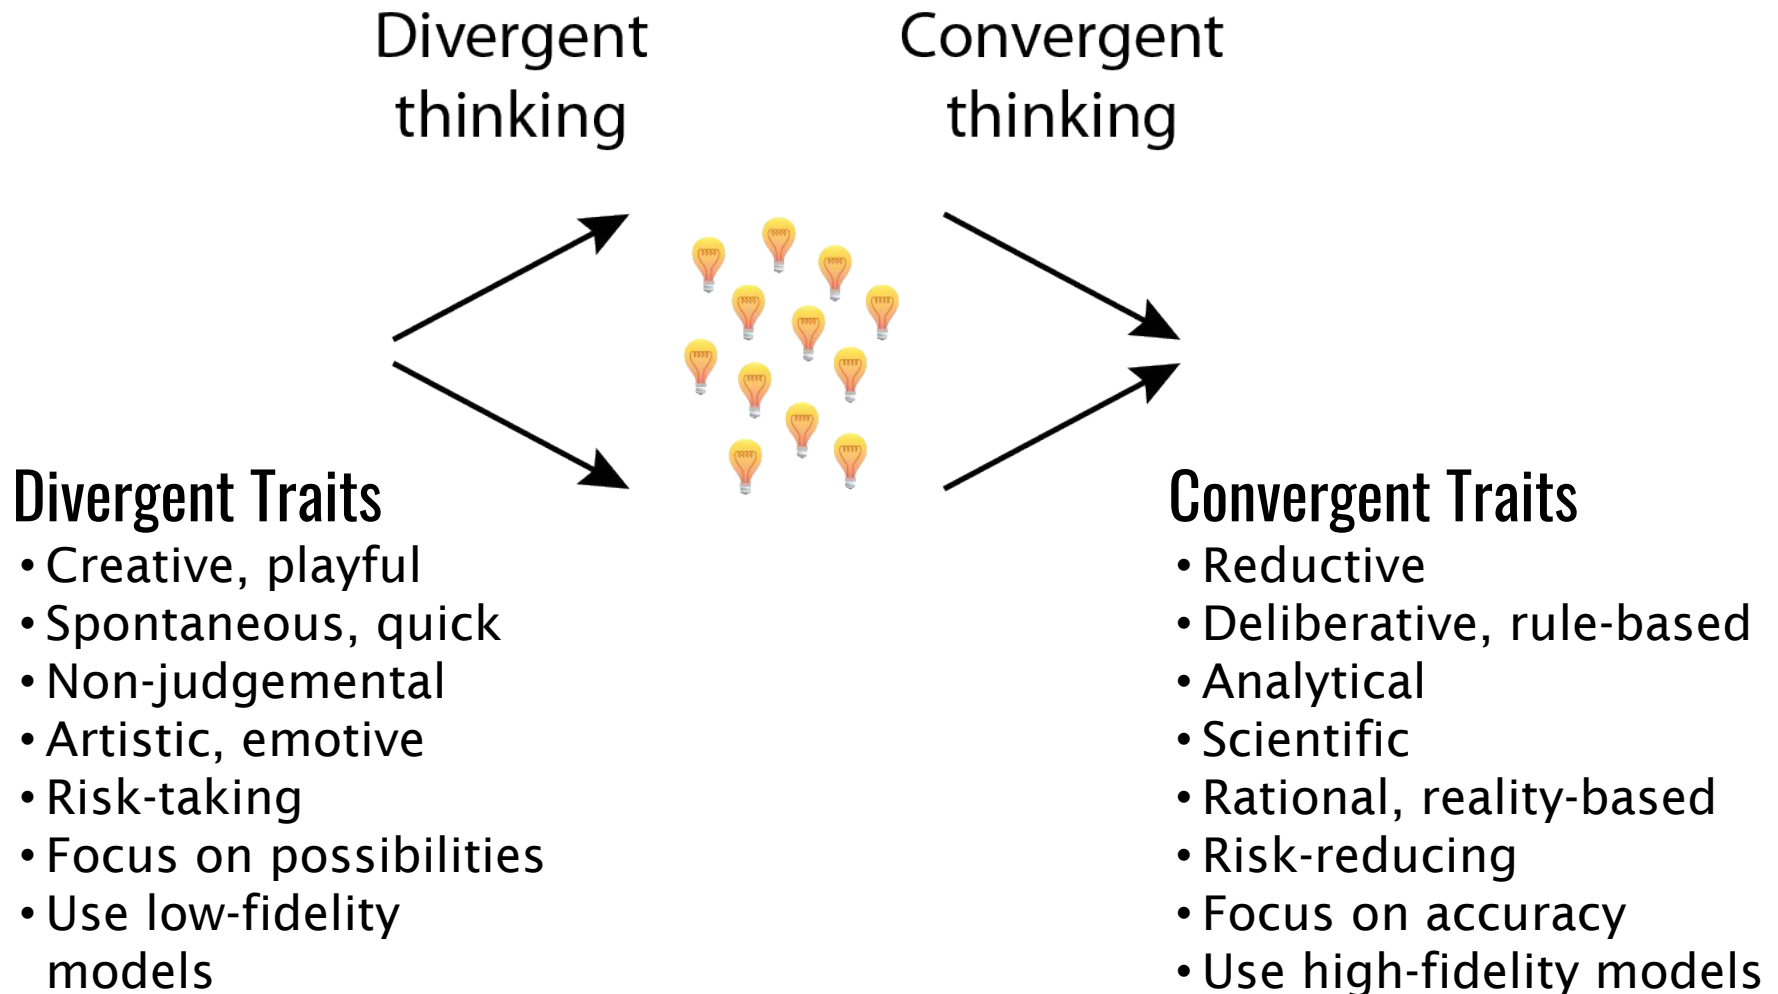 Divergent
thinking
Convergent
thinking
Divergent Traits
• Creative, playful
• Spontaneous, quick
• Non-judgemental
• Artistic, emotive
• Risk-taking
• Focus on possibilities
• Use low-fidelity
models
Convergent Traits
• Reductive
• Deliberative, rule-based
• Analytical
• Scientific
• Rational, reality-based
• Risk-reducing
• Focus on accuracy
• Use high-fidelity models